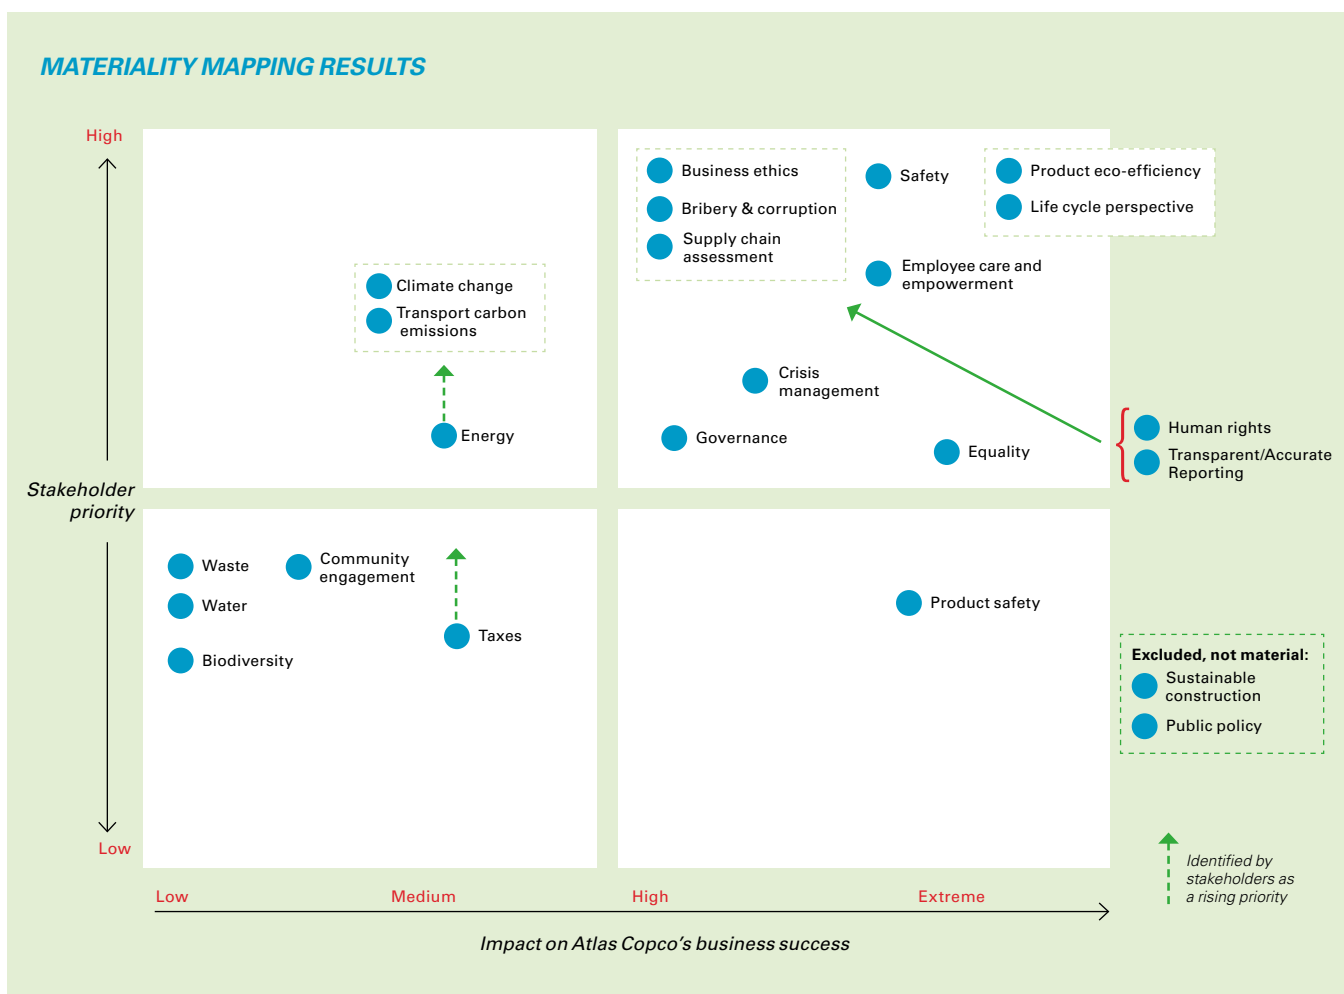 MATERIALITY MAPPING RESULTS
High
Business ethics
Bribery & corruption
Supply chain
assessment
Safety
Product eco-efficiency
Life cycle perspective
Employee care and
empowerment
Climate change
Transport carbon
emissions
Crisis
management
Energy
Governance
Equality
Human rights
Transparent/Accurate
Reporting
Stakeholder
priority
Waste
Community
engagement
Water
Product safety
Taxes
Biodiversity
Excluded, not material:
Sustainable
construction
Public policy
Low
Identified by
stakeholders as
a rising priority
Low
Medium
High
Extreme
Impact on Atlas Copco’s business success